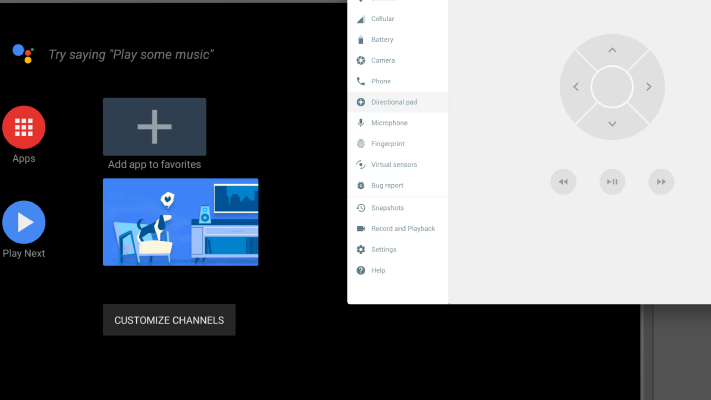 Try saying "Play some music"
Apps
Add app to favorites
Play Next
CUSTOMIZE CHANNELS
Cellular
Battery
Camera
Phone
Directional pad
Microphone
Fingerprint
Virtual sensors
Bug report
Snapshots
Record and Playback
Settings
Help